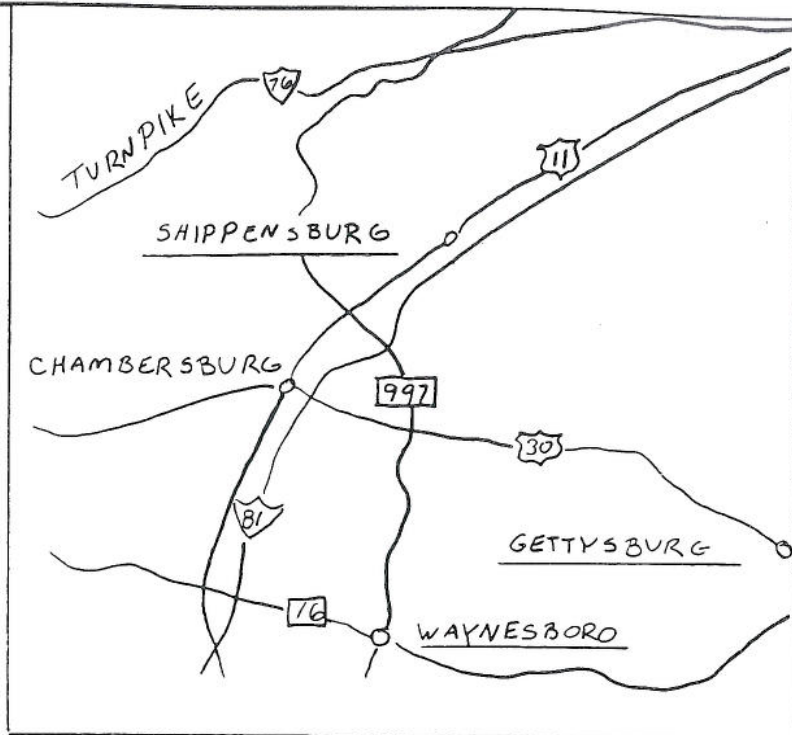 76
TURNPIKE
11
SHIPPENSBURG
CHAMBERSBURG
997
30
81
GETTYSBURG
16
WAYNESBORO